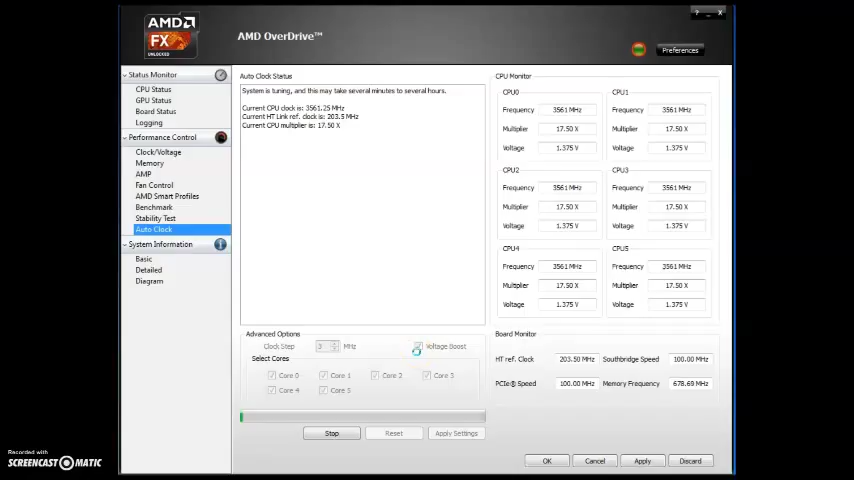 AMD
FX
UNLOCKED
AMD OverDrive™
? _ X
Preferences
Status Monitor
CPU Status
GPU Status
Board Status
Logging
Performance Control
Clock/Voltage
Memory
AMP
Fan Control
AMD Smart Profiles
Benchmark
Stability Test
Auto Clock
System Information
Basic
Detailed
Diagram
Auto Clock Status
System is tuning, and this may take several minutes to several hours.
Current CPU clock is: 3561.25 MHz
Current HT Link ref. clock is: 203.5 MHz
Current CPU multiplier is: 17.50 X
Advanced Options
Clock Step 3 MHz Voltage Boost
Select Cores
Core 0 Core 1 Core 2 Core 3
Core 4 Core 5
Stop Reset Apply Settings
CPU Monitor
CPU0
Frequency 3561 MHz
Multiplier 17.50 X
Voltage 1.375 V
CPU1
Frequency 3561 MHz
Multiplier 17.50 X
Voltage 1.375 V
CPU2
Frequency 3561 MHz
Multiplier 17.50 X
Voltage 1.375 V
CPU3
Frequency 3561 MHz
Multiplier 17.50 X
Voltage 1.375 V
CPU4
Frequency 3561 MHz
Multiplier 17.50 X
Voltage 1.375 V
CPU5
Frequency 3561 MHz
Multiplier 17.50 X
Voltage 1.375 V
Board Monitor
HT ref. Clock 203.50 MHz Southbridge Speed 100.00 MHz
PCIe® Speed 100.00 MHz Memory Frequency 678.69 MHz
OK Cancel Apply Discard
Recorded with
SCREENCAST-O-MATIC